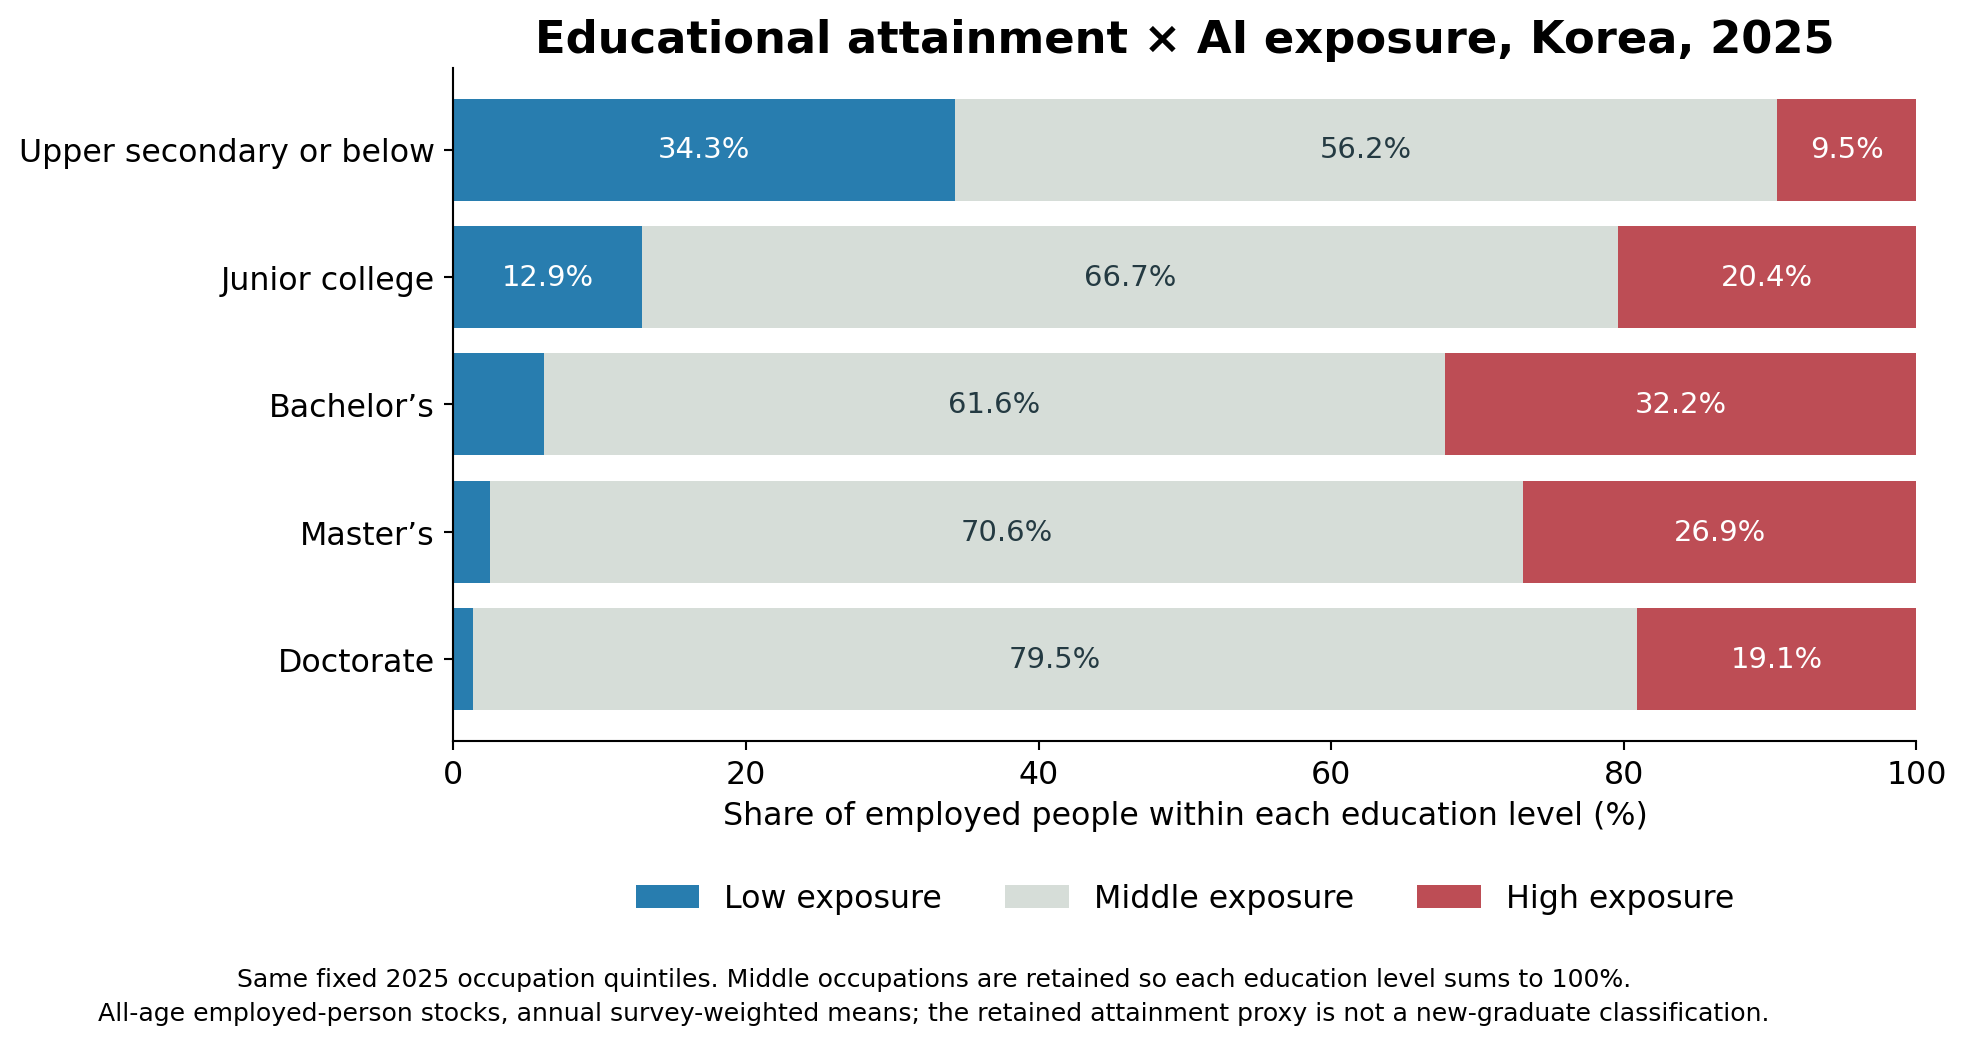 Educational attainment × AI exposure, Korea, 2025
Upper secondary or below
34.3%
56.2%
9.5%
Junior college
12.9%
66.7%
20.4%
Bachelor’s
61.6%
32.2%
Master’s
70.6%
26.9%
Doctorate
79.5%
19.1%
0
20
40
60
80
100
Share of employed people within each education level (%)
Low exposure
Middle exposure
High exposure
Same fixed 2025 occupation quintiles. Middle occupations are retained so each education level sums to 100%.
All-age employed-person stocks, annual survey-weighted means; the retained attainment proxy is not a new-graduate classification.